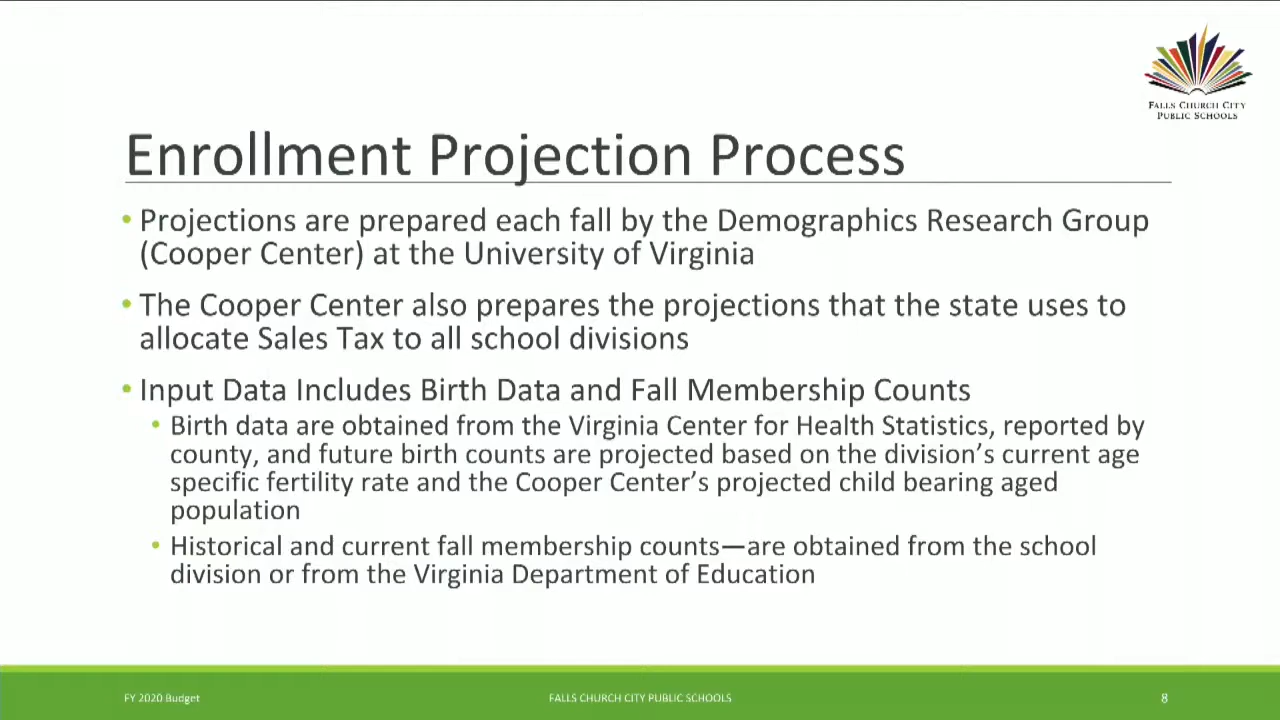 FALLS CHURCH CITY
PUBLIC SCHOOLS
Enrollment Projection Process
• Projections are prepared each fall by the Demographics Research Group
(Cooper Center) at the University of Virginia
• The Cooper Center also prepares the projections that the state uses to
allocate Sales Tax to all school divisions
• Input Data Includes Birth Data and Fall Membership Counts
• Birth data are obtained from the Virginia Center for Health Statistics, reported by
county, and future birth counts are projected based on the division’s current age
specific fertility rate and the Cooper Center’s projected child bearing aged
population
• Historical and current fall membership counts—are obtained from the school
division or from the Virginia Department of Education
FY 2020 Budget
FALLS CHURCH CITY PUBLIC SCHOOLS
8